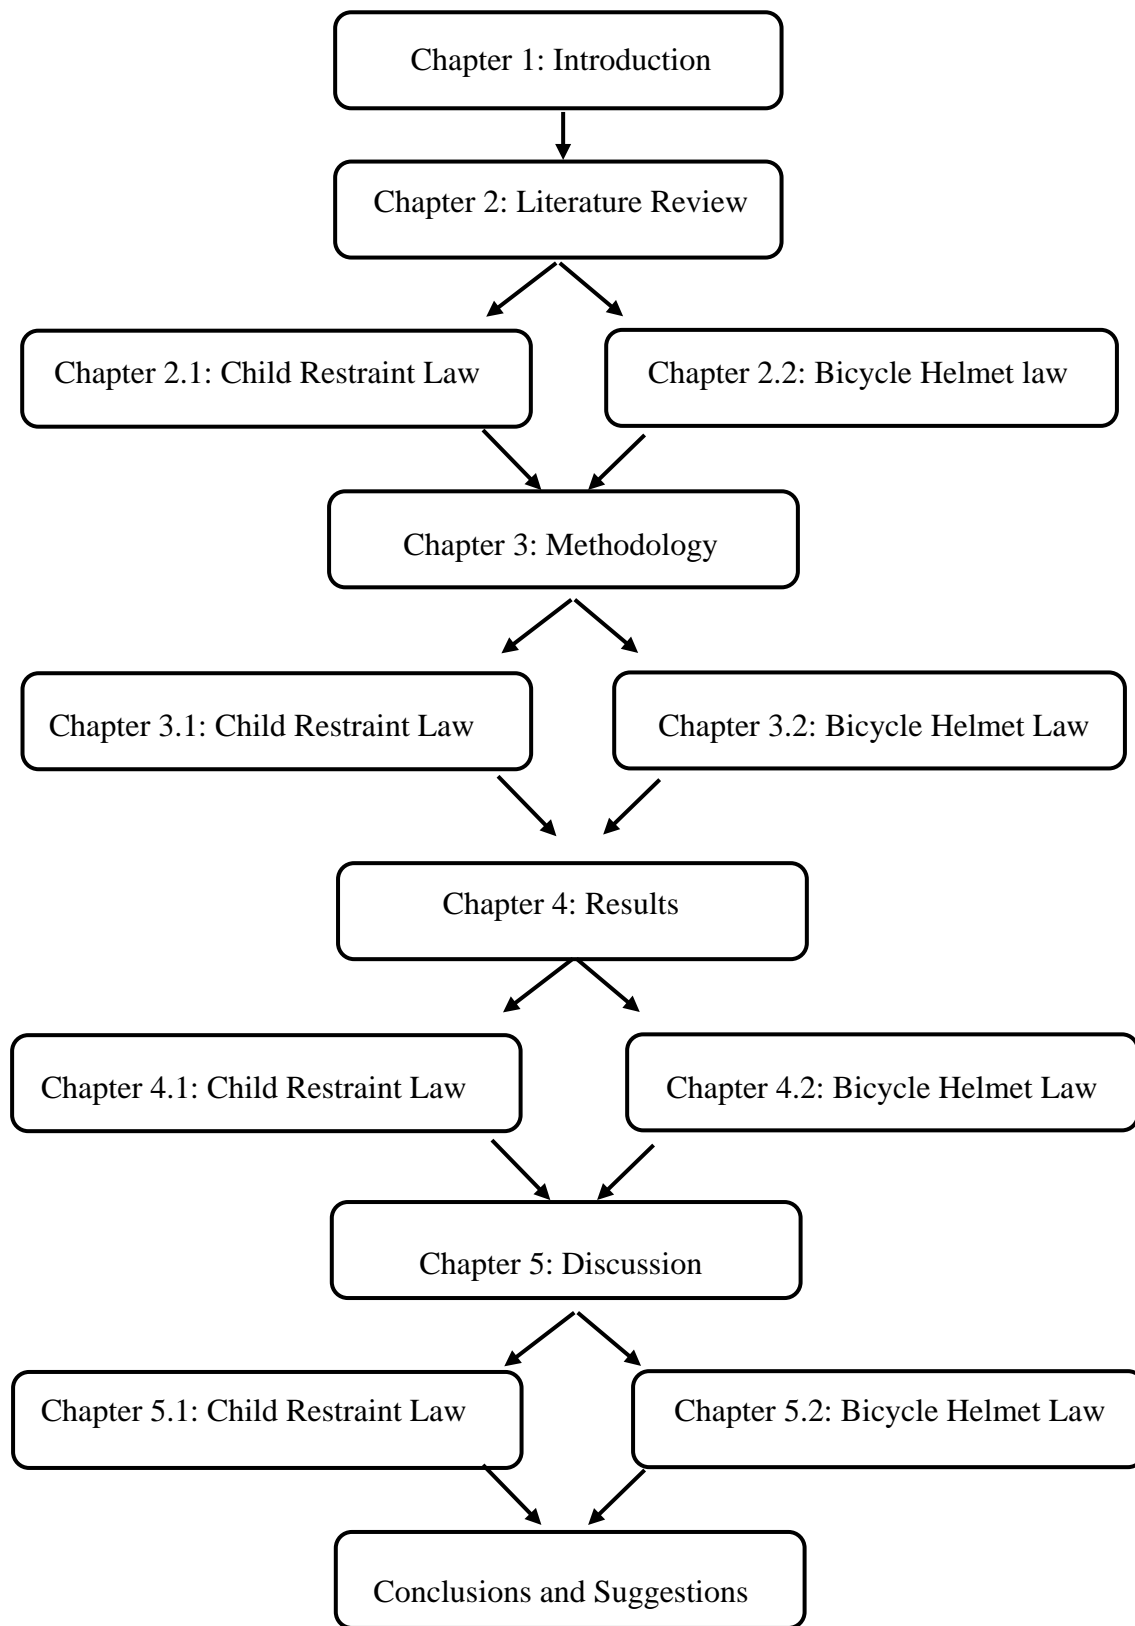 Chapter 1: Introduction
Chapter 2: Literature Review
Chapter 2.1: Child Restraint Law
Chapter 2.2: Bicycle Helmet law
Chapter 3: Methodology
Chapter 3.1: Child Restraint Law
Chapter 3.2: Bicycle Helmet Law
Chapter 4: Results
Chapter 4.1: Child Restraint Law
Chapter 4.2: Bicycle Helmet Law
Chapter 5: Discussion
Chapter 5.1: Child Restraint Law
Chapter 5.2: Bicycle Helmet Law
Conclusions and Suggestions